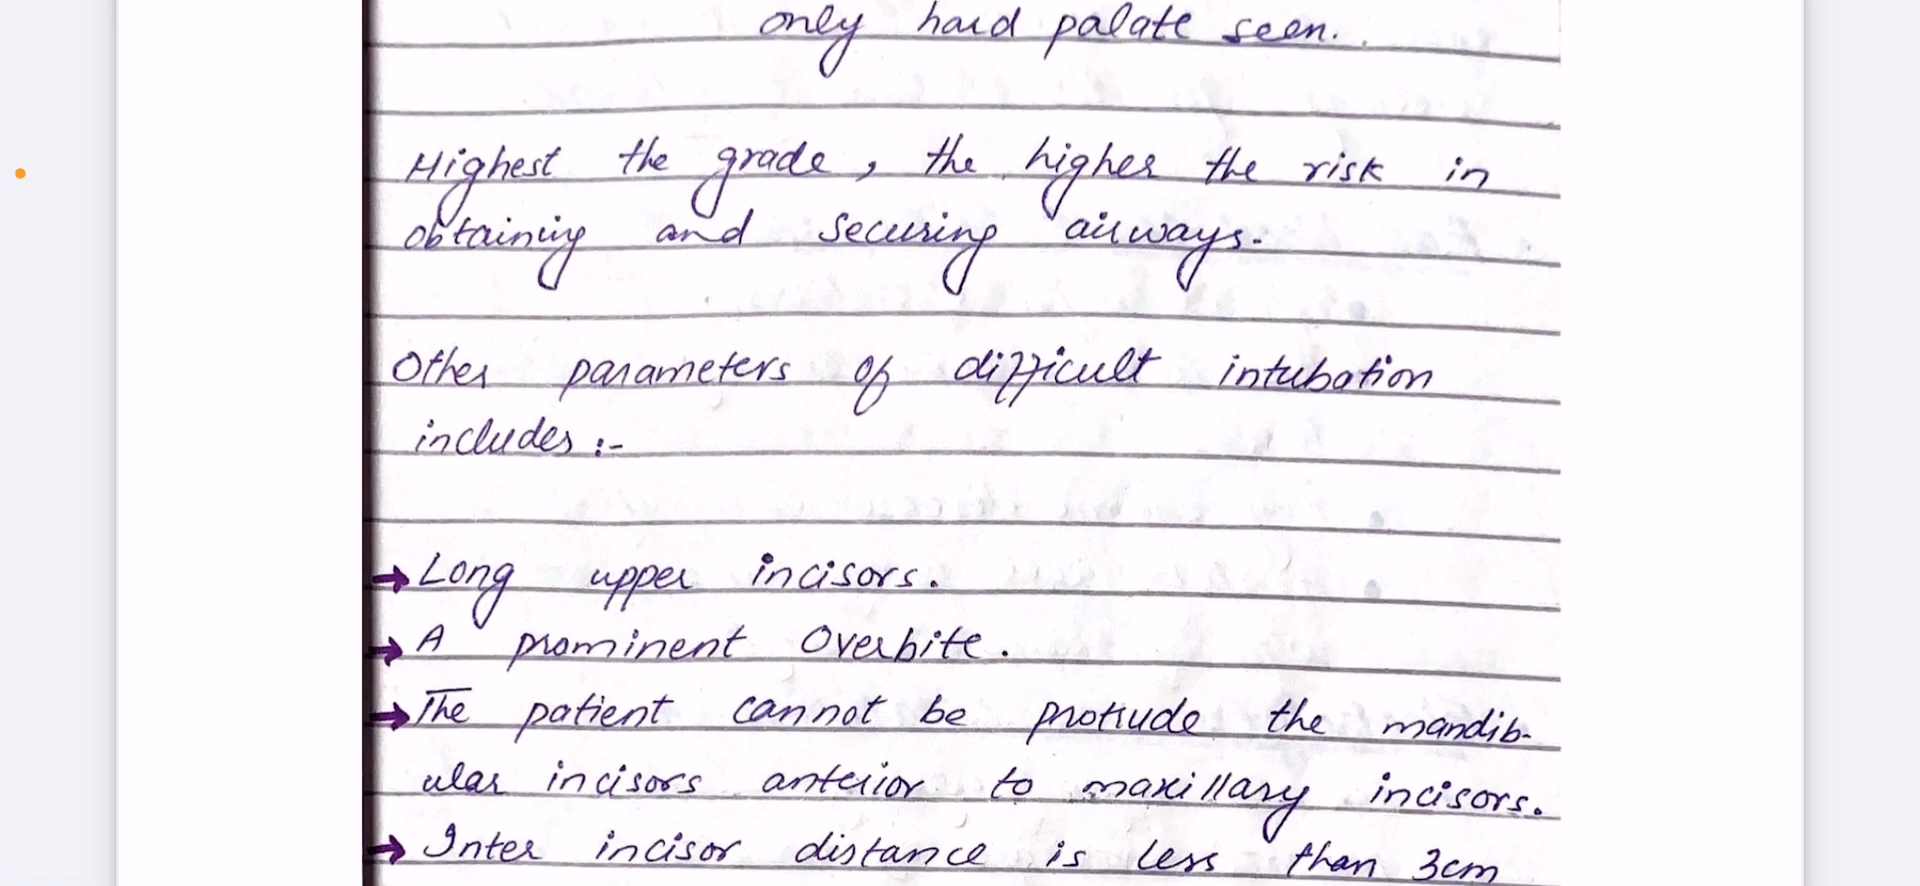 only hard palate seen.
Highest the grade, the higher the risk in
obtaining and securing airways.
Other parameters of difficult intubation
includes :-
→ Long upper incisors.
→ A prominent Overbite.
→ The patient cannot be protrude the mandib-
ular incisors anterior to maxillary incisors.
→ Inter incisor distance is less than 3cm